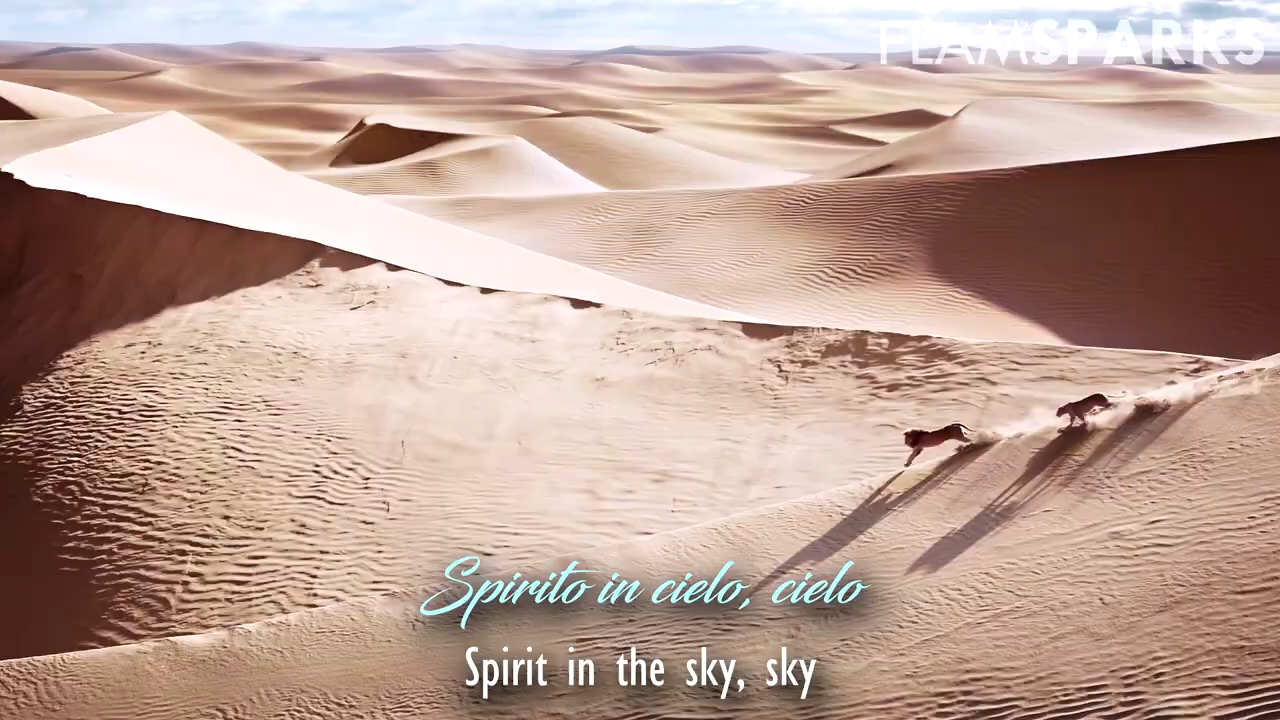 FLAMSPARKS
Spirito in cielo, cielo
Spirit in the sky, sky